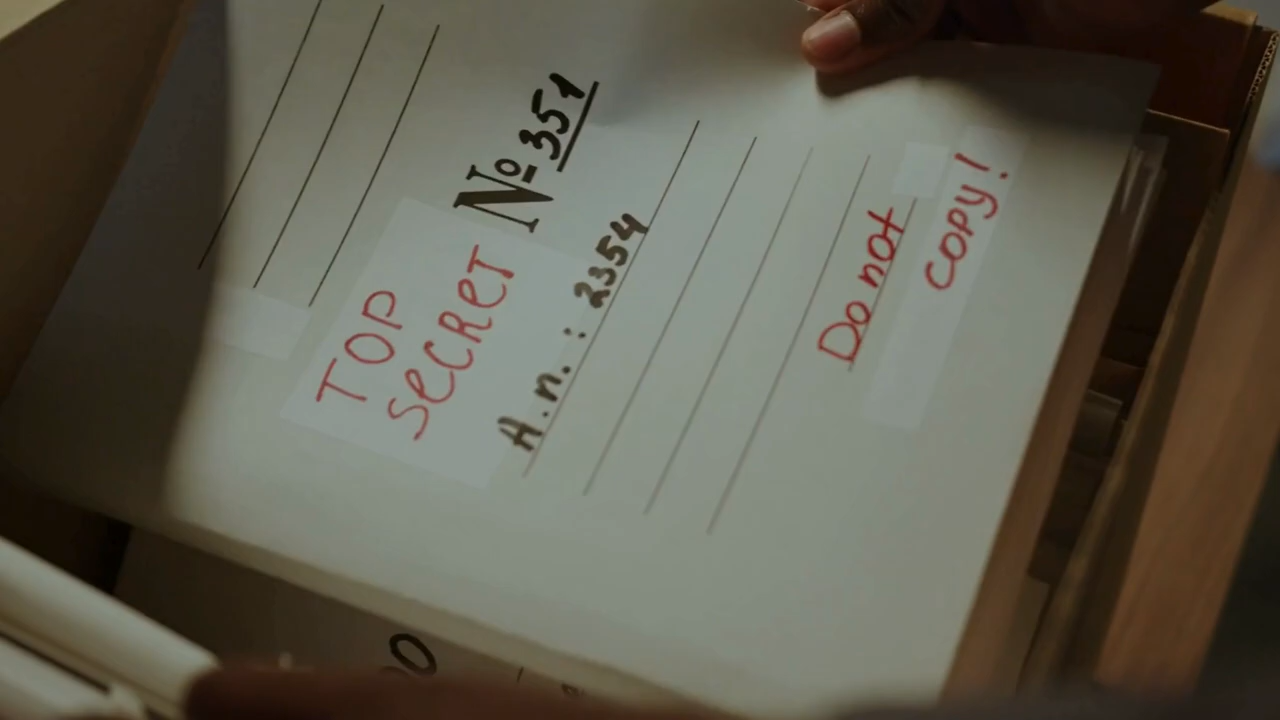 TOP
SECRET
№ 351
A.n. : 2354
Do not
copy!